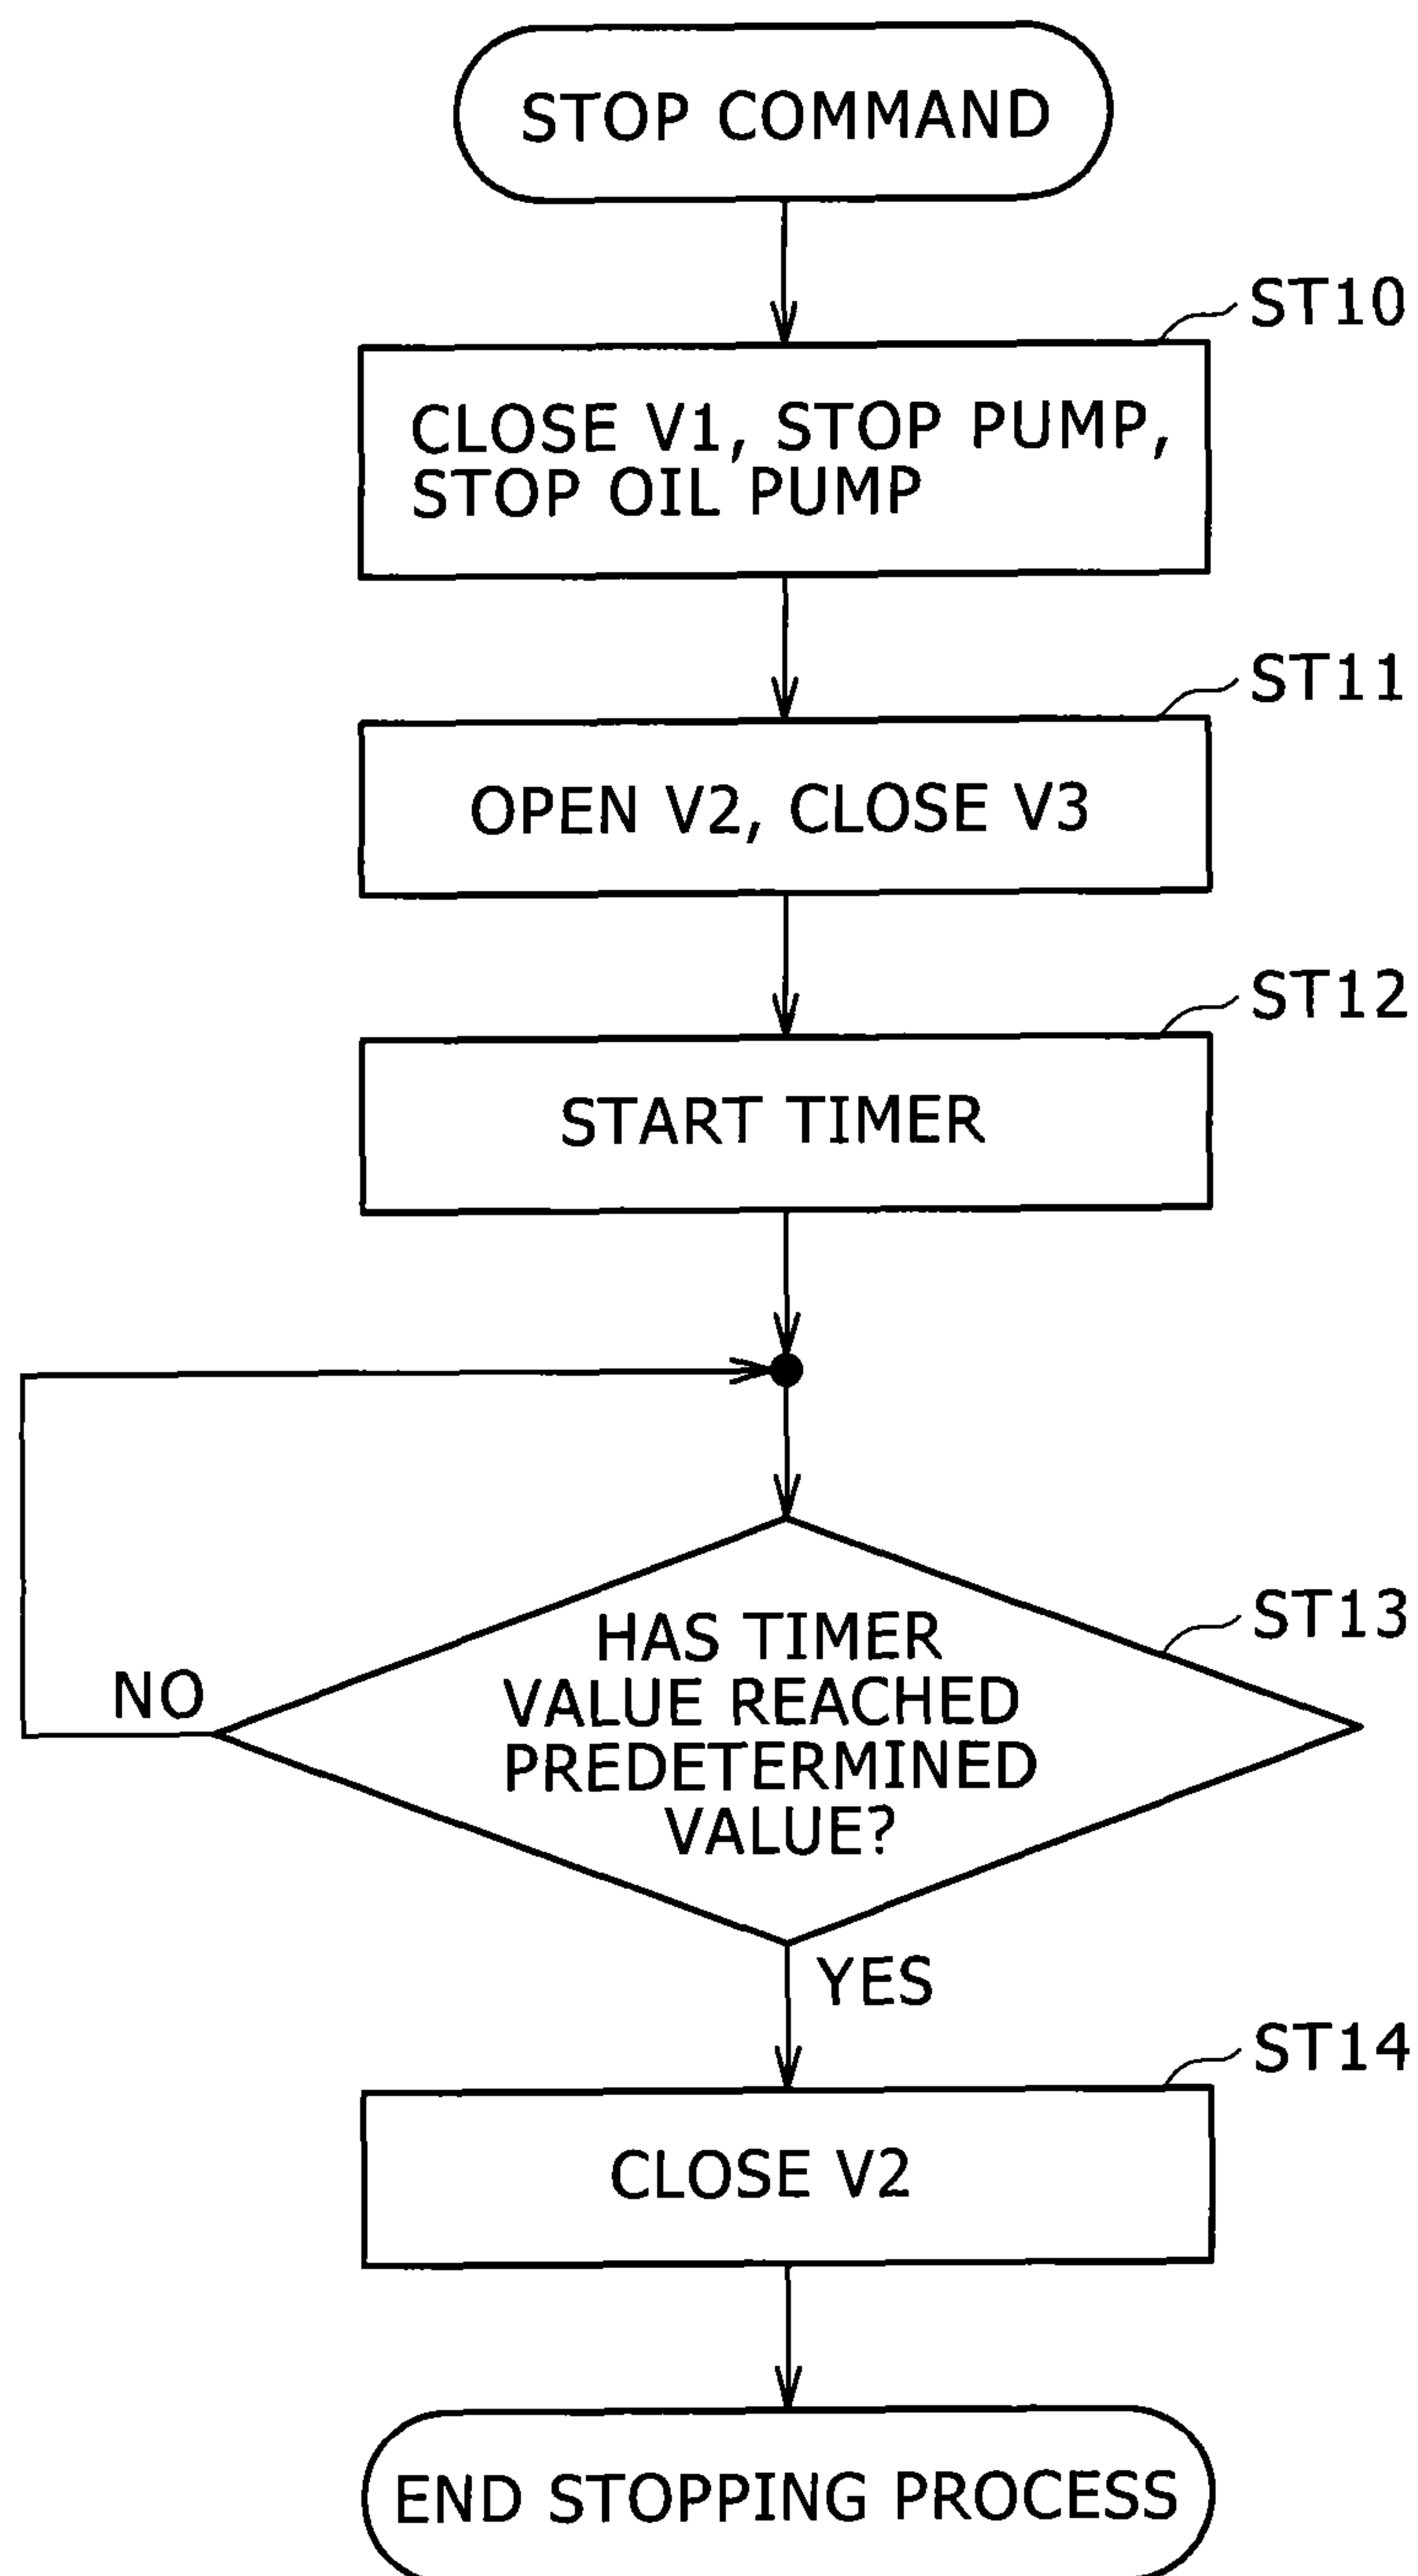 STOP COMMAND
ST10
CLOSE V1, STOP PUMP,
STOP OIL PUMP
ST11
OPEN V2, CLOSE V3
ST12
START TIMER
ST13
HAS TIMER
VALUE REACHED
PREDETERMINED
VALUE?
NO
YES
ST14
CLOSE V2
END STOPPING PROCESS